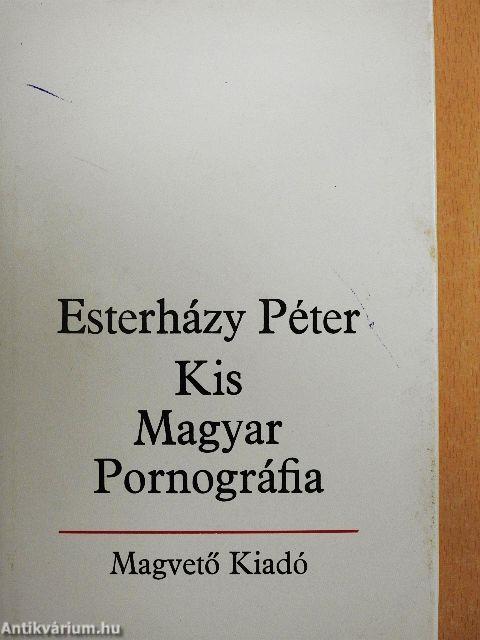 Esterházy Péter
Kis
Magyar
Pornográfia
Magvető Kiadó
Antikvárium.hu